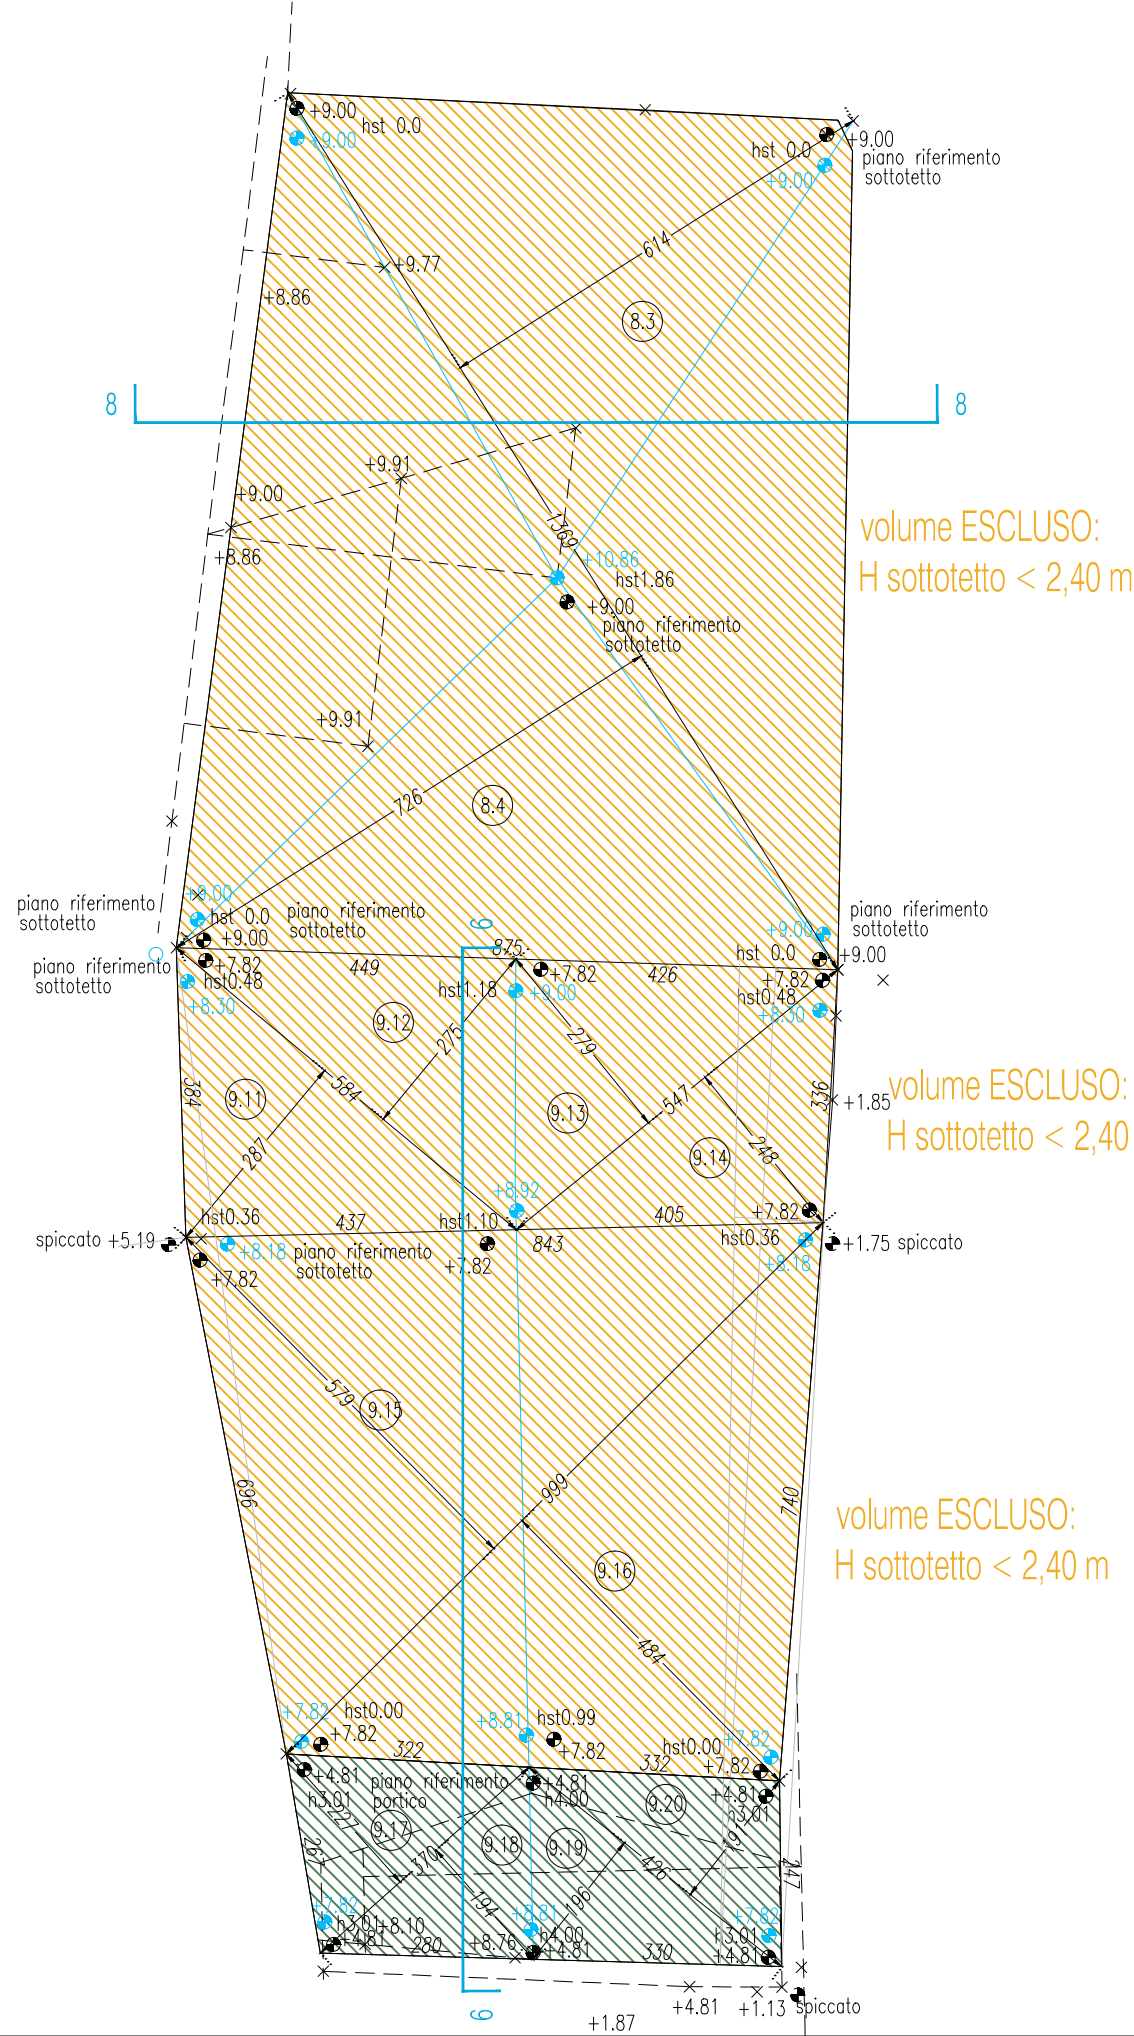 +9.00
hst 0.0
+9.00
+9.00
hst 0.0
piano riferimento
sottotetto
+9.00
614
+9.77
+8.86
8.3
8
8
+9.91
+9.00
+8.86
1369
+10.86
hst1.86
+9.00
piano riferimento
sottotetto
volume ESCLUSO:
H sottotetto < 2,40 m
+9.91
726
8.4
+9.00
piano riferimento
sottotetto
hst 0.0
+9.00
piano riferimento
sottotetto
piano riferimento
sottotetto
+7.82
hst0.48
+8.30
449
9
875
+7.82
hst1.18
+9.00
426
piano riferimento
sottotetto
+9.00
hst 0.0
+9.00
+7.82
hst0.48
+8.30
9.12
275
279
384
584
9.11
9.13
547
336
+1.85
volume ESCLUSO:
H sottotetto < 2,40
287
9.14
248
+8.92
hst0.36
437
hst1.10
405
+7.82
hst0.36
spiccato +5.19
+8.18
piano riferimento
sottotetto
843
+7.82
+7.82
+1.75 spiccato
+8.18
579
9.15
696
999
740
volume ESCLUSO:
H sottotetto < 2,40 m
9.16
484
+7.82
hst0.00
+7.82
+8.81
hst0.99
+7.82
hst0.00
+7.82
+7.82
322
332
+4.81
h3.01
piano riferimento
portico
+4.81
h4.00
9.20
+4.81
h3.01
227
9.17
9.18
9.19
191
267
370
426
247
194
196
+7.82
h3.01
+8.10
+4.81
280
+8.76
+8.81
h4.00
+4.81
330
+7.82
h3.01
+4.81
+4.81
+1.13 spiccato
9
+1.87